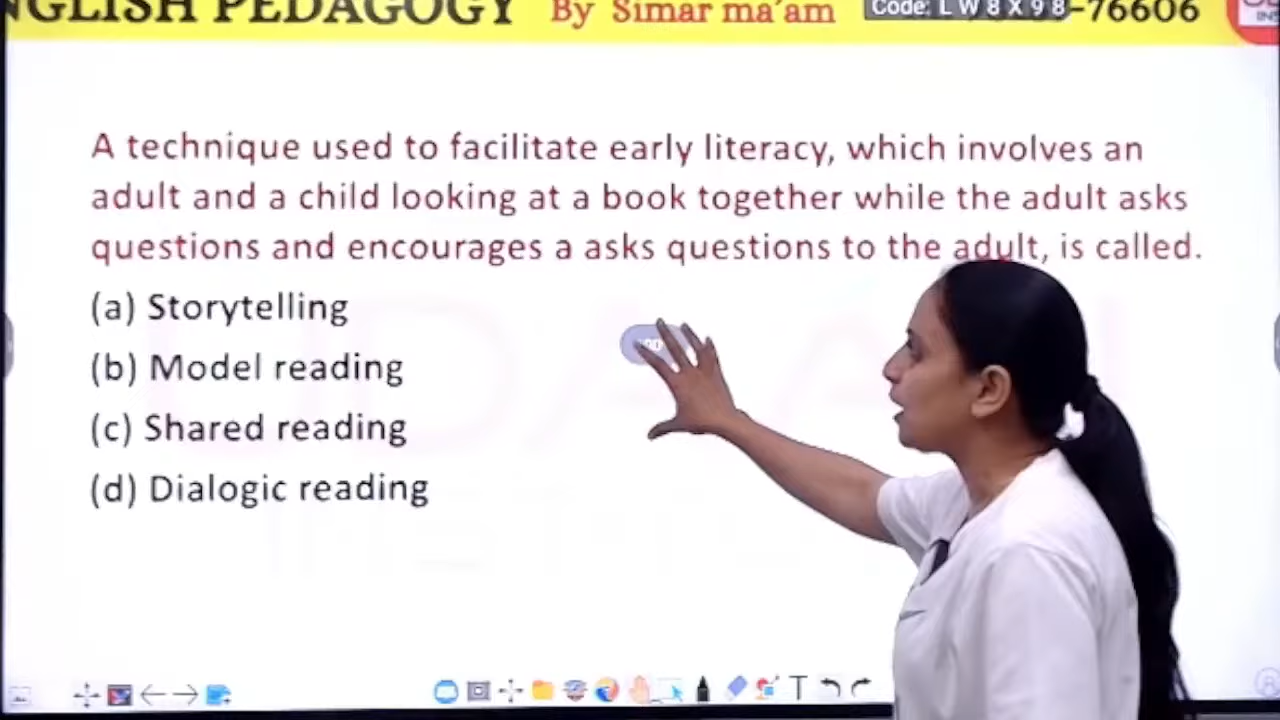 ENGLISH PEDAGOGY By Simar ma'am Code: L W 8 X 9 8 -76606
A technique used to facilitate early literacy, which involves an
adult and a child looking at a book together while the adult asks
questions and encourages a asks questions to the adult, is called.
(a) Storytelling
(b) Model reading
(c) Shared reading
(d) Dialogic reading